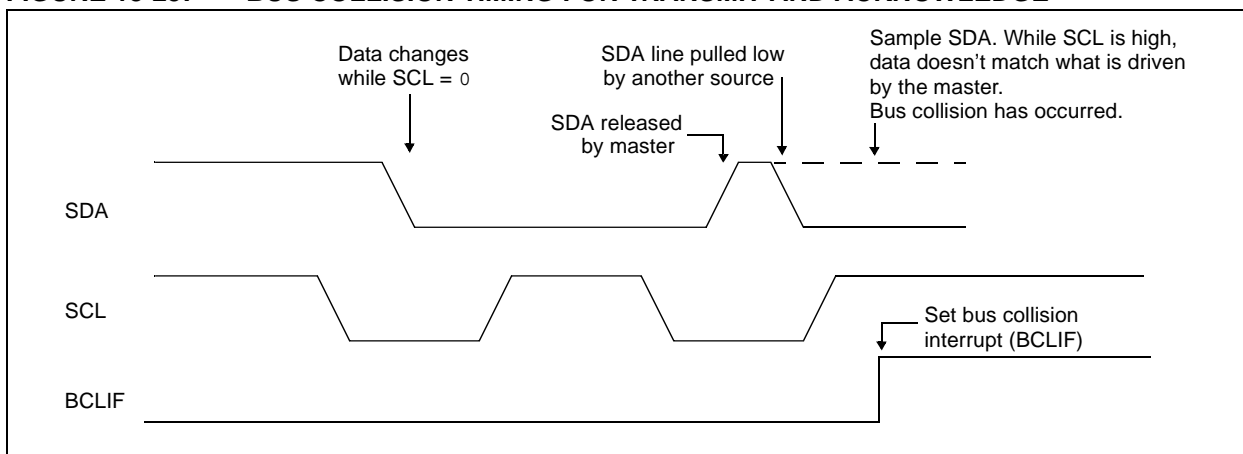 FIGURE BUS COLLISION TIMING FOR TRANSMIT AND ACKNOWLEDGE
Data changes
while SCL = 0
SDA line pulled low
by another source
SDA released
by master
Sample SDA. While SCL is high,
data doesn't match what is driven
by the master.
Bus collision has occurred.
SDA
SCL
Set bus collision
interrupt (BCLIF)
BCLIF